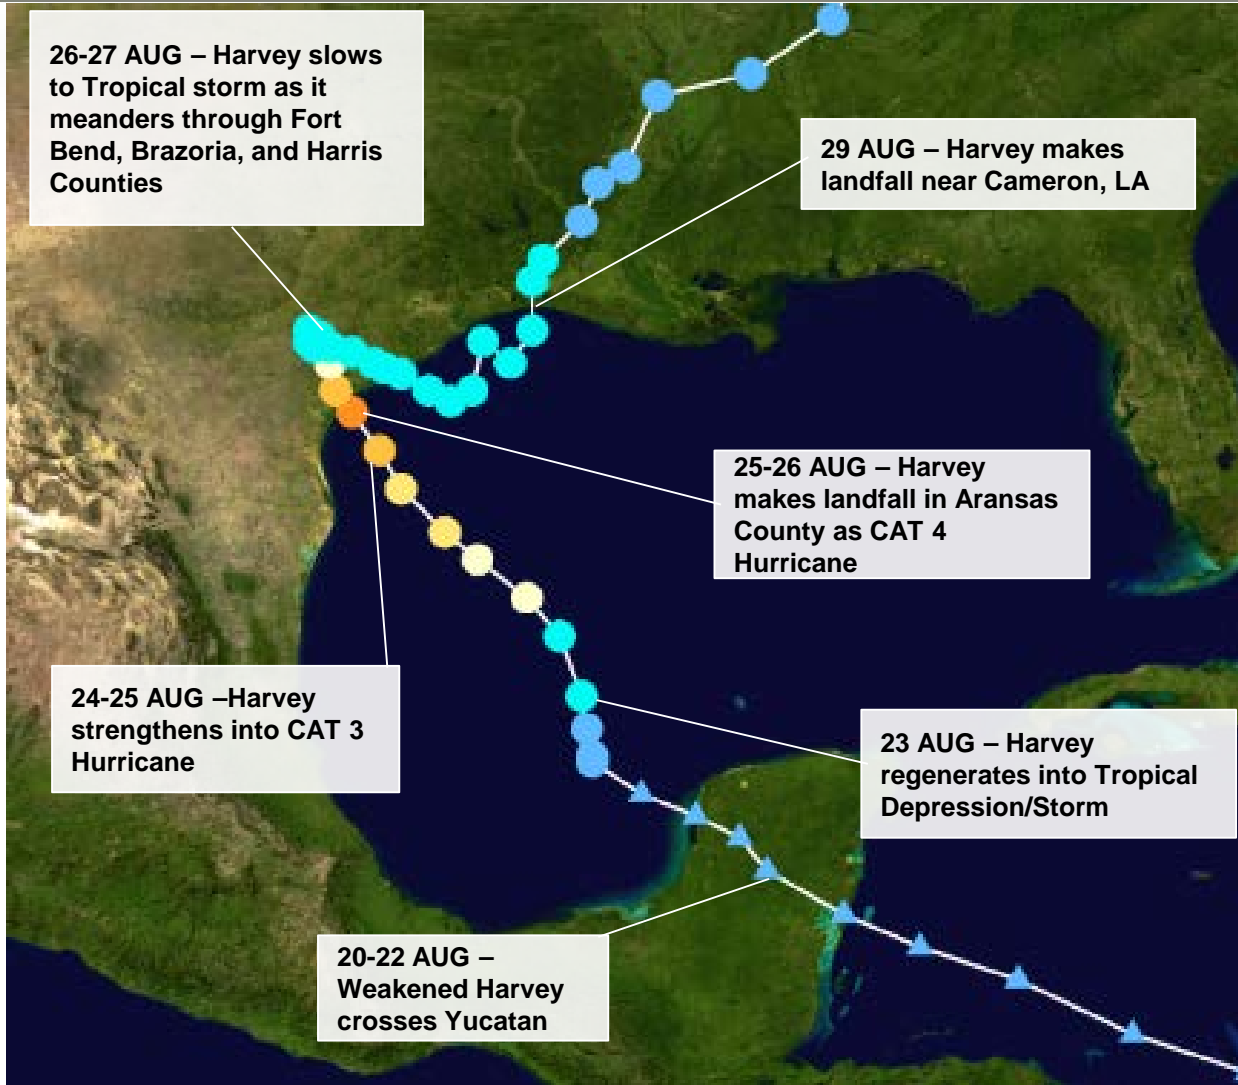 26-27 AUG – Harvey slows
to Tropical storm as it
meanders through Fort
Bend, Brazoria, and Harris
Counties
29 AUG – Harvey makes
landfall near Cameron, LA
25-26 AUG – Harvey
makes landfall in Aransas
County as CAT 4
Hurricane
24-25 AUG –Harvey
strengthens into CAT 3
Hurricane
23 AUG – Harvey
regenerates into Tropical
Depression/Storm
20-22 AUG –
Weakened Harvey
crosses Yucatan